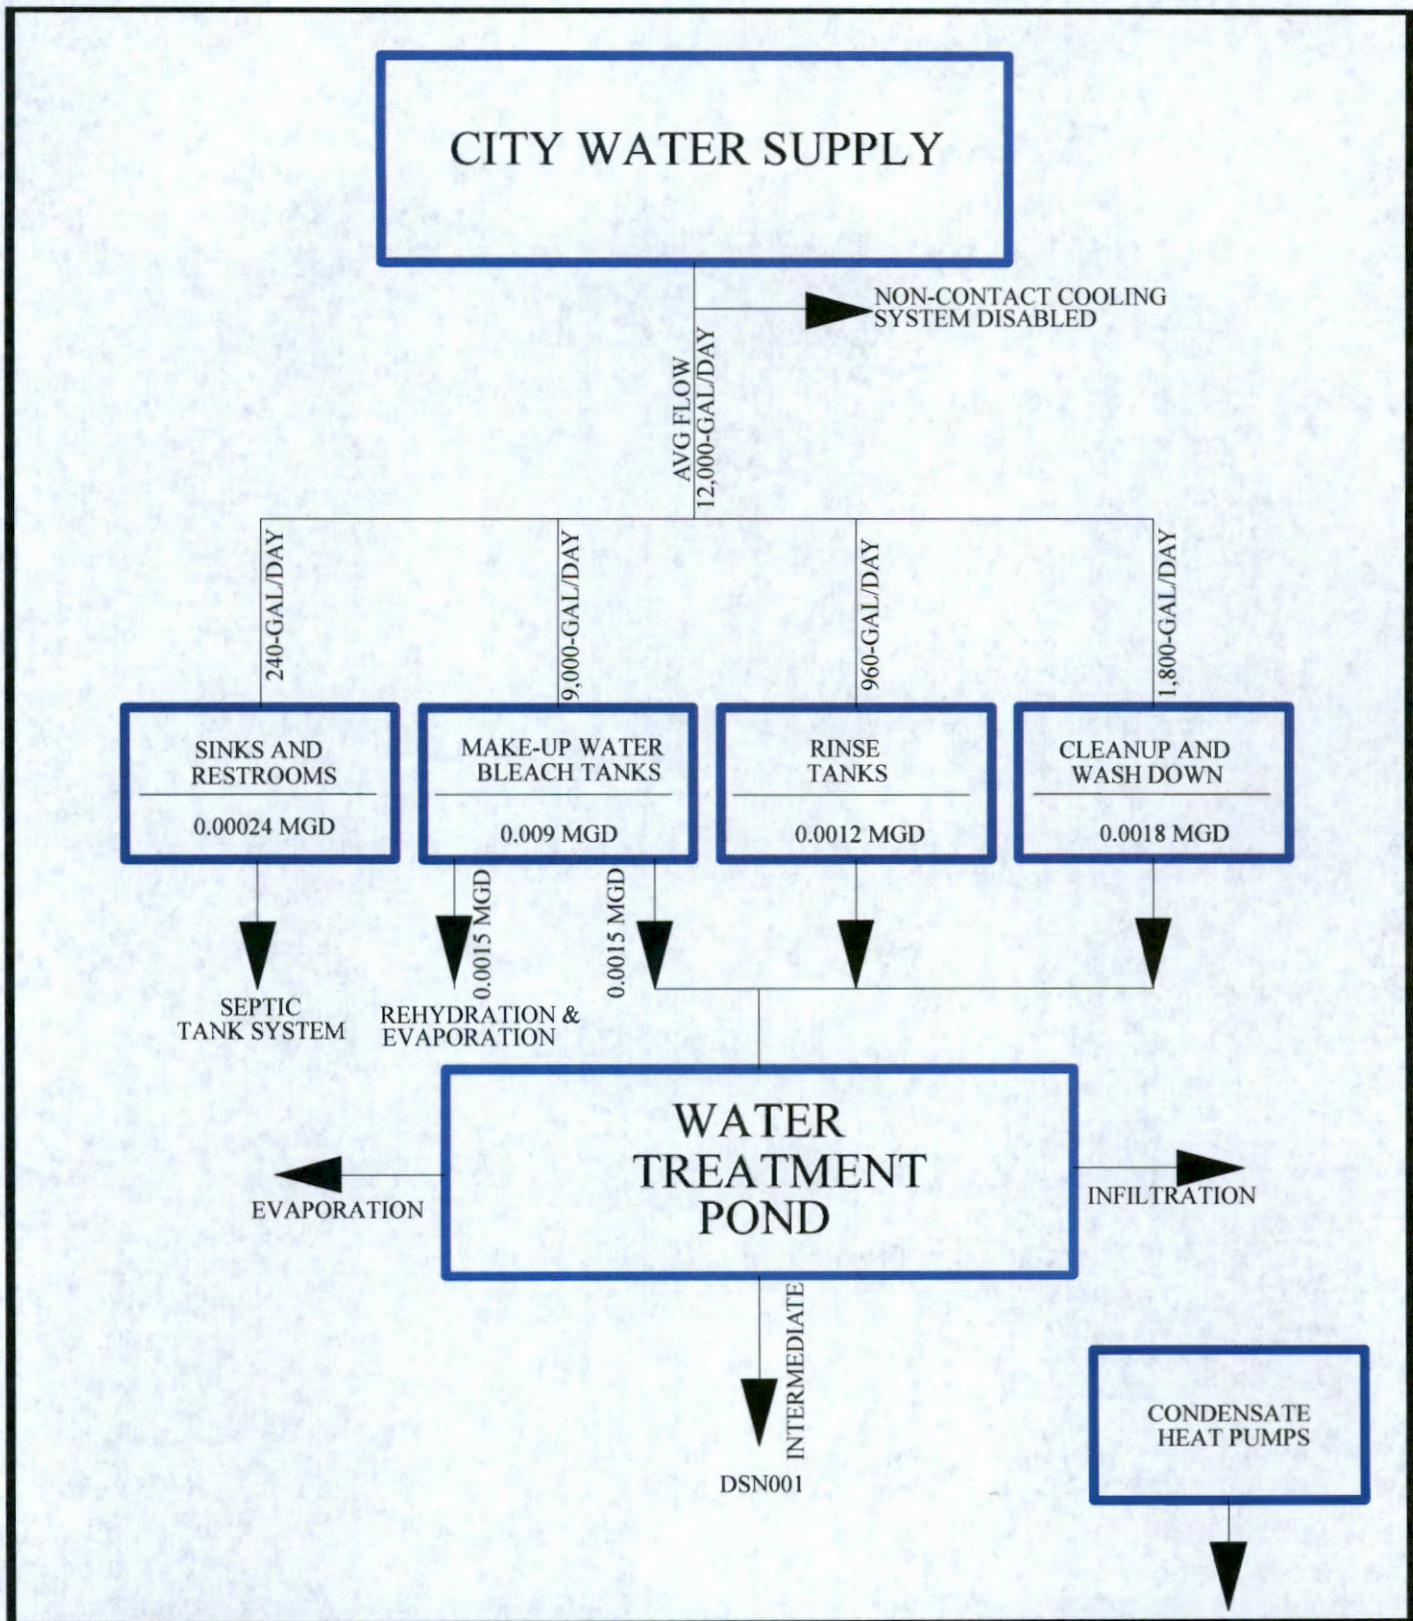 CITY WATER SUPPLY
NON-CONTACT COOLING
SYSTEM DISABLED
AVG FLOW
12,000-GAL/DAY
240-GAL/DAY
9,000-GAL/DAY
960-GAL/DAY
1,800-GAL/DAY
SINKS AND
RESTROOMS
0.00024 MGD
MAKE-UP WATER
BLEACH TANKS
0.009 MGD
RINSE
TANKS
0.0012 MGD
CLEANUP AND
WASH DOWN
0.0018 MGD
0.0015 MGD
0.0015 MGD
SEPTIC
TANK SYSTEM
REHYDRATION &
EVAPORATION
WATER
TREATMENT
POND
EVAPORATION
INFILTRATION
INTERMEDIATE
DSN001
CONDENSATE
HEAT PUMPS